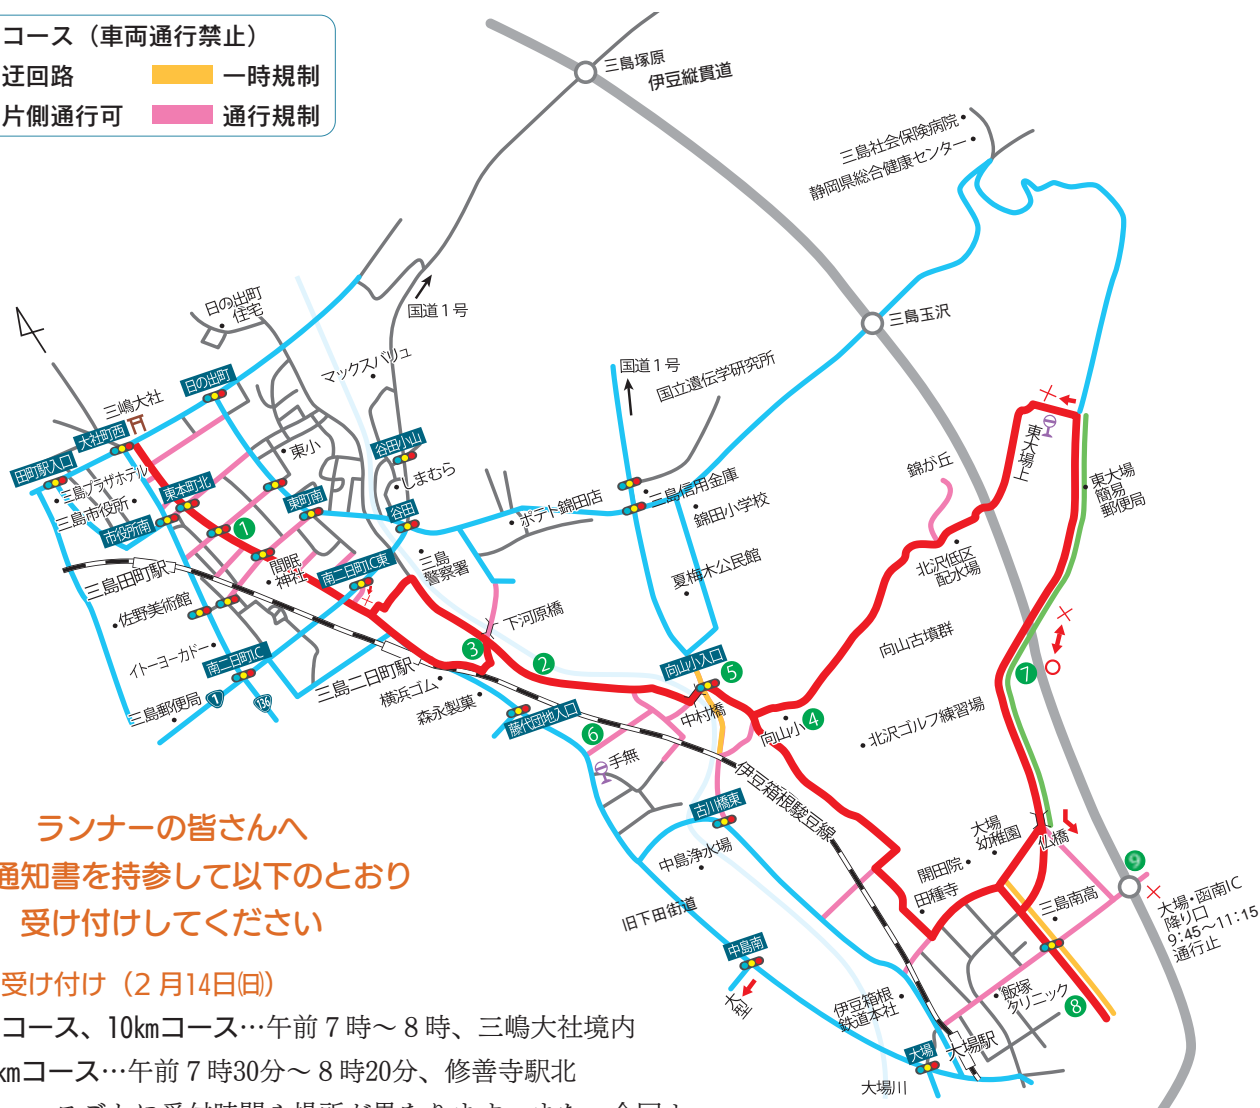 コース（車両通行禁止）
迂回路
一時規制
片側通行可
通行規制
三島塚原
伊豆縦貫道
三島社会保険病院
静岡県総合健康センター
三島玉沢
日の出町
住宅
国道１号
マックスバリュ
国道１号
国立遺伝学研究所
日の出町
三嶋大社
大社町西
田町駅入口
三島プラザホテル
三島市役所
市役所南
東本町北
東小
東町南
谷田小山
しまむら
谷田
ポテト錦田店
三島信用金庫
錦田小学校
錦が丘
東大場上
東大場
簡易
郵便局
1
間眠
神社
南二日町IC東
三島
警察署
夏梅木公民館
北沢低区
配水場
三島田町駅
佐野美術館
イトーヨーカドー
南二日町IC
1
136
三島郵便局
下河原橋
3
2
三島二日町駅
横浜ゴム
森永製菓
藤代団地入口
向山小入口
5
中村橋
向山小
4
向山古墳群
北沢ゴルフ練習場
7
6
手無
伊豆箱根駿豆線
古川橋東
中島浄水場
旧下田街道
中島南
大型
開田院
田種寺
大場
幼稚園
仏橋
三島南高
9
大場・函南IC
降り口
9:45～11:15
通行止
飯塚
クリニック
8
伊豆箱根
鉄道本社
大場駅
大場
大場川
ランナーの皆さんへ
通知書を持参して以下のとおり
受け付けしてください
受け付け（２月14日㈰）
コース、10kmコース…午前７時～８時、三嶋大社境内
kmコース…午前７時30分～８時20分、修善寺駅北